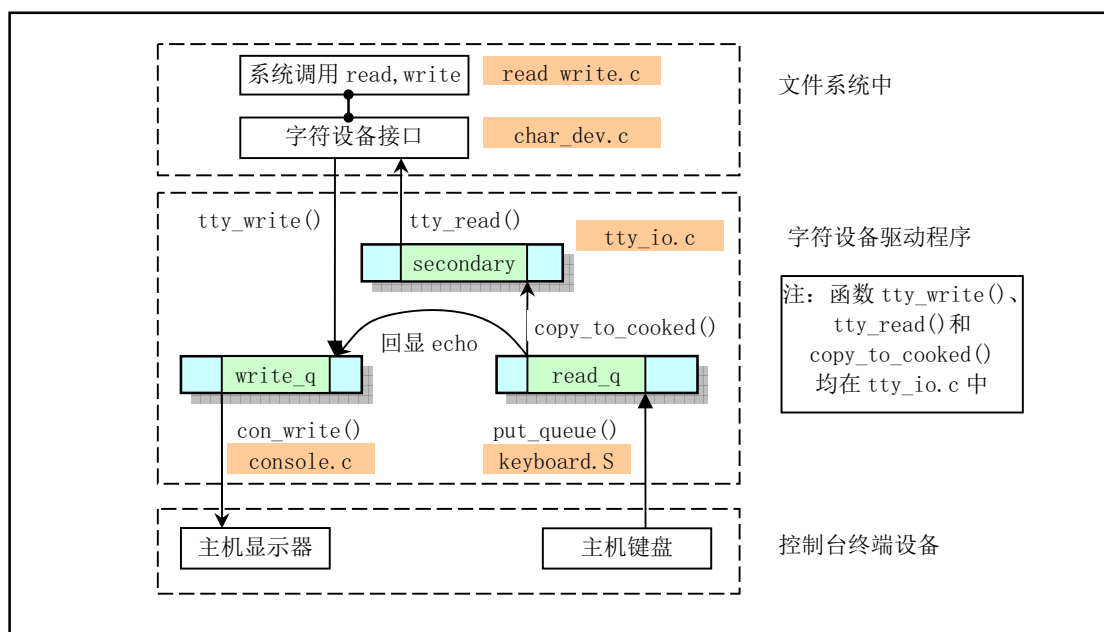 系统调用 read,write
read write.c
文件系统中
字符设备接口
char_dev.c
tty_write()
tty_read()
tty_io.c
字符设备驱动程序
secondary
注: 函数 tty_write()、
tty_read()和
copy_to_cooked()
均在 tty_io.c 中
回显 echo
copy_to_cooked()
write_q
read_q
con_write()
put_queue()
console.c
keyboard.S
主机显示器
主机键盘
控制台终端设备